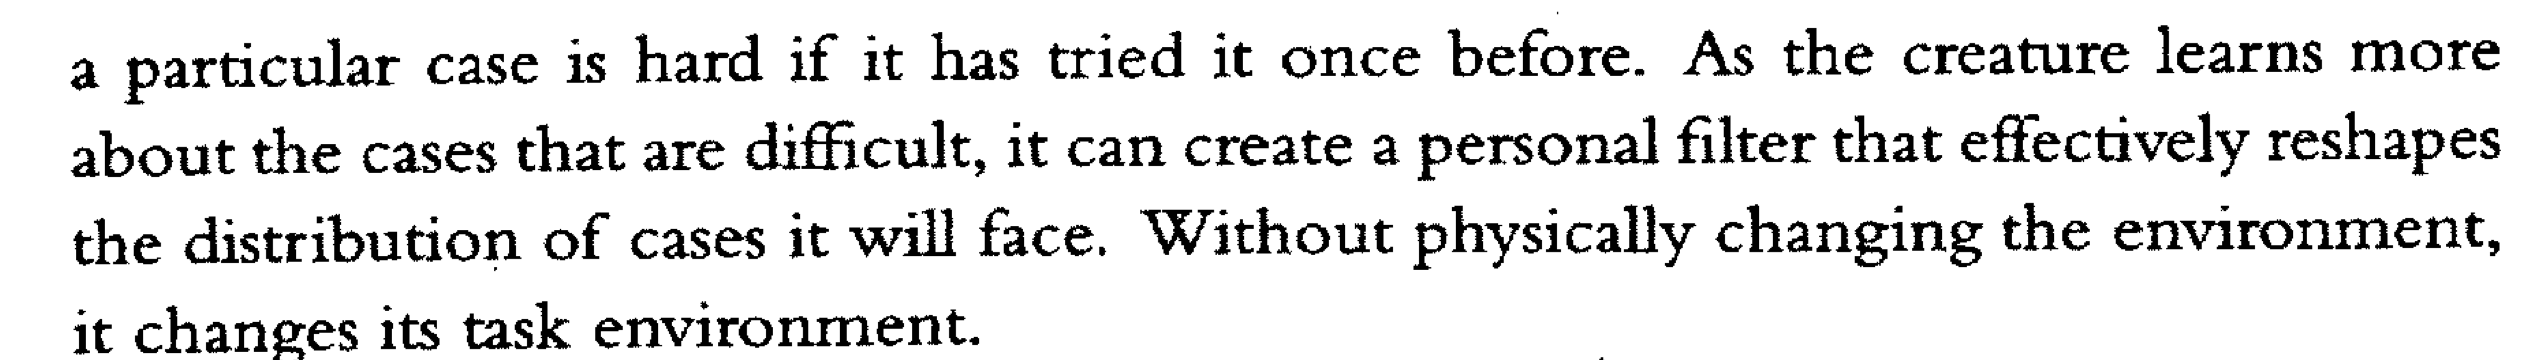 a particular case is hard if it has tried it once before. As the creature learns more
about the cases that are difficult, it can create a personal filter that effectively reshapes
the distribution of cases it will face. Without physically changing the environment,
it changes its task environment.